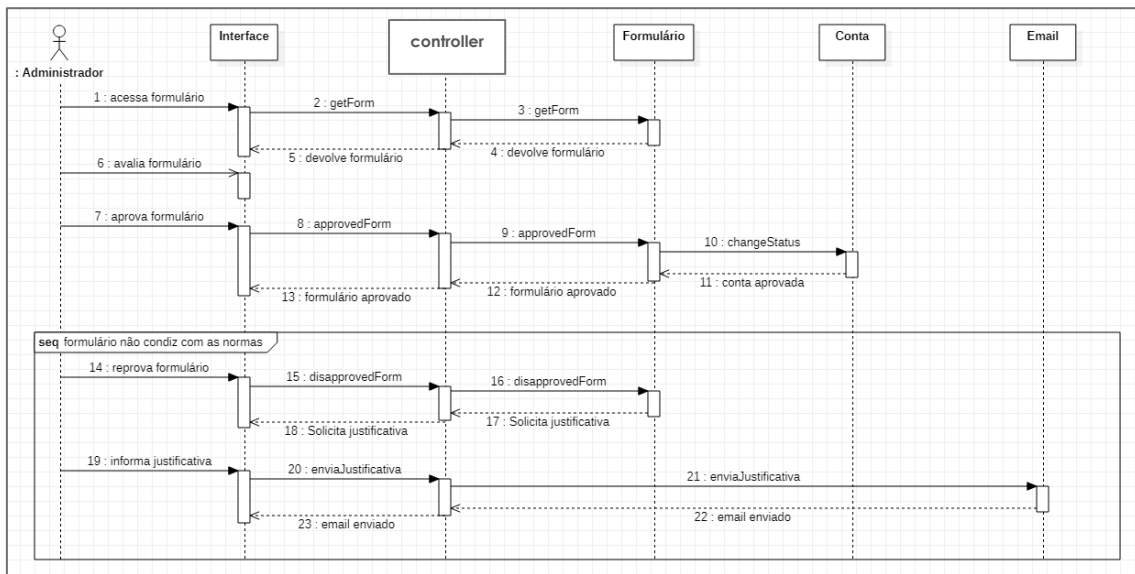 Interface
controller
Formulário
Conta
Email
: Administrador
1 : acessa formulário
2 : getForm
3 : getForm
4 : devolve formulário
5 : devolve formulário
6 : avalia formulário
7 : aprova formulário
8 : approvedForm
9 : approvedForm
10 : changeStatus
11 : conta aprovada
12 : formulário aprovado
13 : formulário aprovado
seq formulário não condiz com as normas
14 : reprova formulário
15 : disapprovedForm
16 : disapprovedForm
17 : Solicita justificativa
18 : Solicita justificativa
19 : informa justificativa
20 : enviaJustificativa
21 : enviaJustificativa
22 : email enviado
23 : email enviado